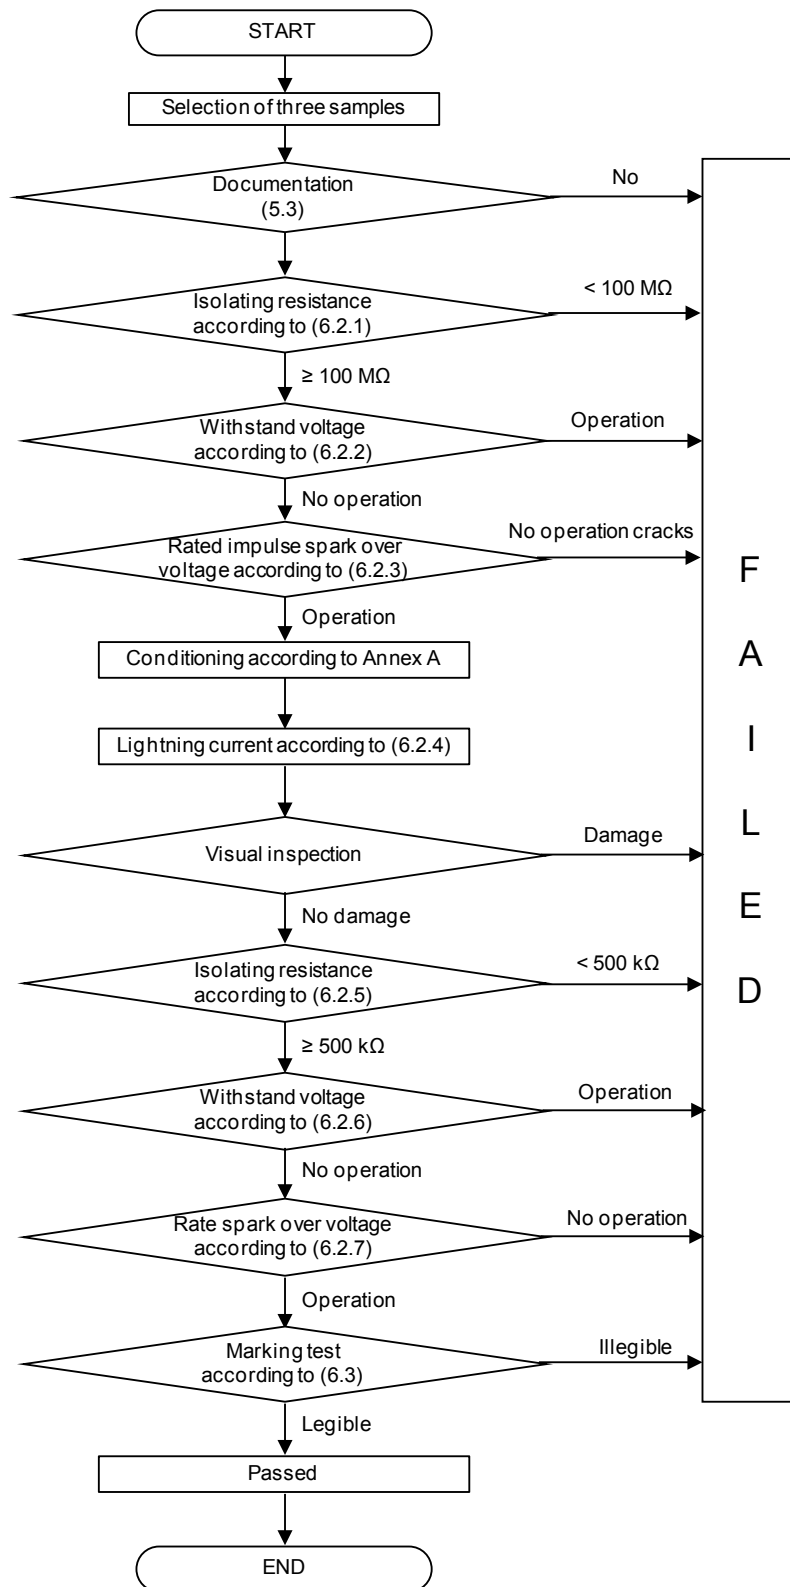 START
Selection of three samples
Documentation
(5.3)
No
Isolating resistance
according to (6.2.1)
< 100 MΩ
≥ 100 MΩ
Withstand voltage
according to (6.2.2)
Operation
No operation
Rated impulse spark over
voltage according to (6.2.3)
No operation cracks
Operation
Conditioning according to Annex A
Lightning current according to (6.2.4)
Visual inspection
Damage
No damage
Isolating resistance
according to (6.2.5)
< 500 kΩ
≥ 500 kΩ
Withstand voltage
according to (6.2.6)
Operation
No operation
Rate spark over voltage
according to (6.2.7)
No operation
Operation
Marking test
according to (6.3)
Illegible
Legible
Passed
END
F
A
I
L
E
D